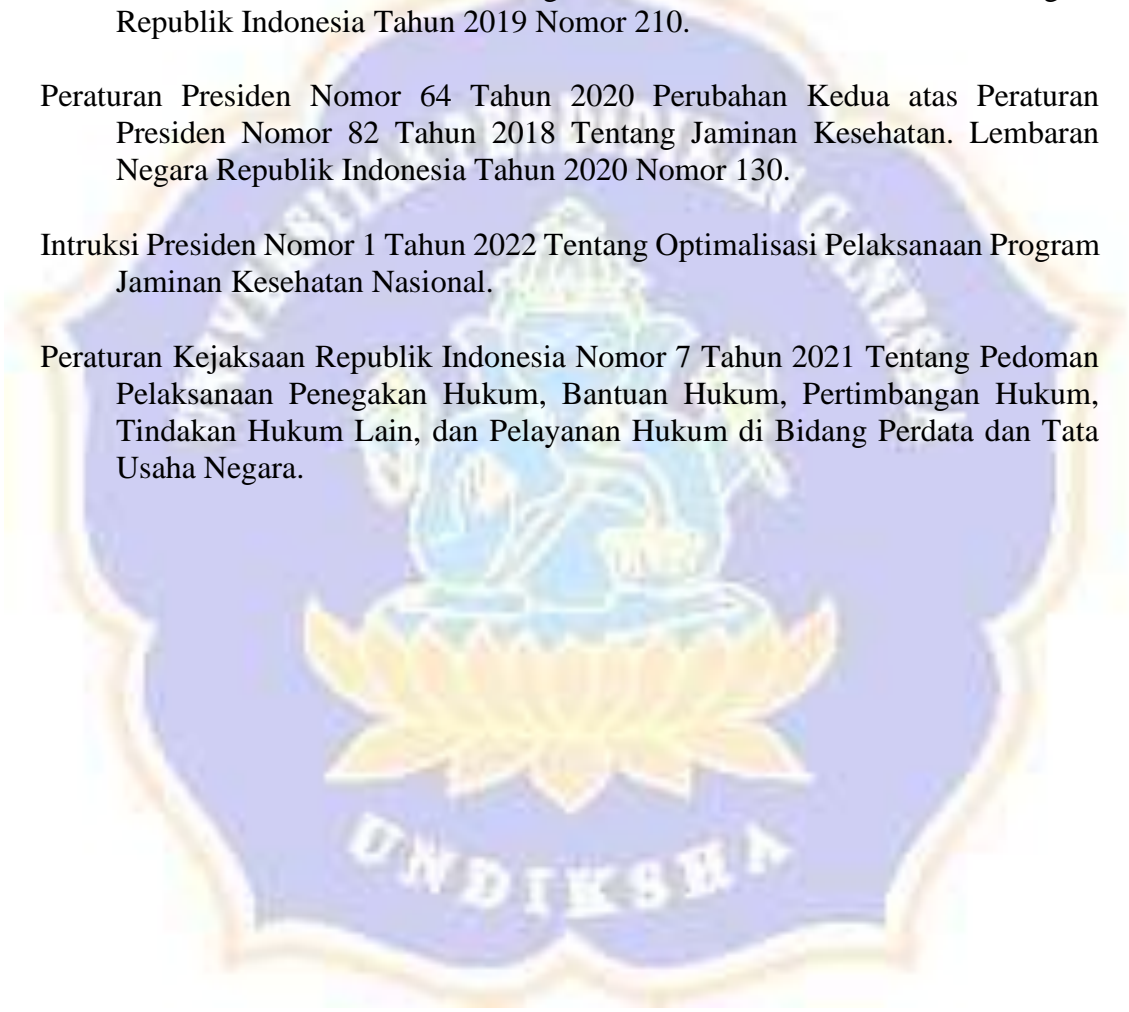 Republik Indonesia Tahun 2019 Nomor 210.
Peraturan Presiden Nomor 64 Tahun 2020 Perubahan Kedua atas Peraturan
Presiden Nomor 82 Tahun 2018 Tentang Jaminan Kesehatan. Lembaran
Negara Republik Indonesia Tahun 2020 Nomor 130.
Intruksi Presiden Nomor 1 Tahun 2022 Tentang Optimalisasi Pelaksanaan Program
Jaminan Kesehatan Nasional.
Peraturan Kejaksaan Republik Indonesia Nomor 7 Tahun 2021 Tentang Pedoman
Pelaksanaan Penegakan Hukum, Bantuan Hukum, Pertimbangan Hukum,
Tindakan Hukum Lain, dan Pelayanan Hukum di Bidang Perdata dan Tata
Usaha Negara.
UNDIKSHA